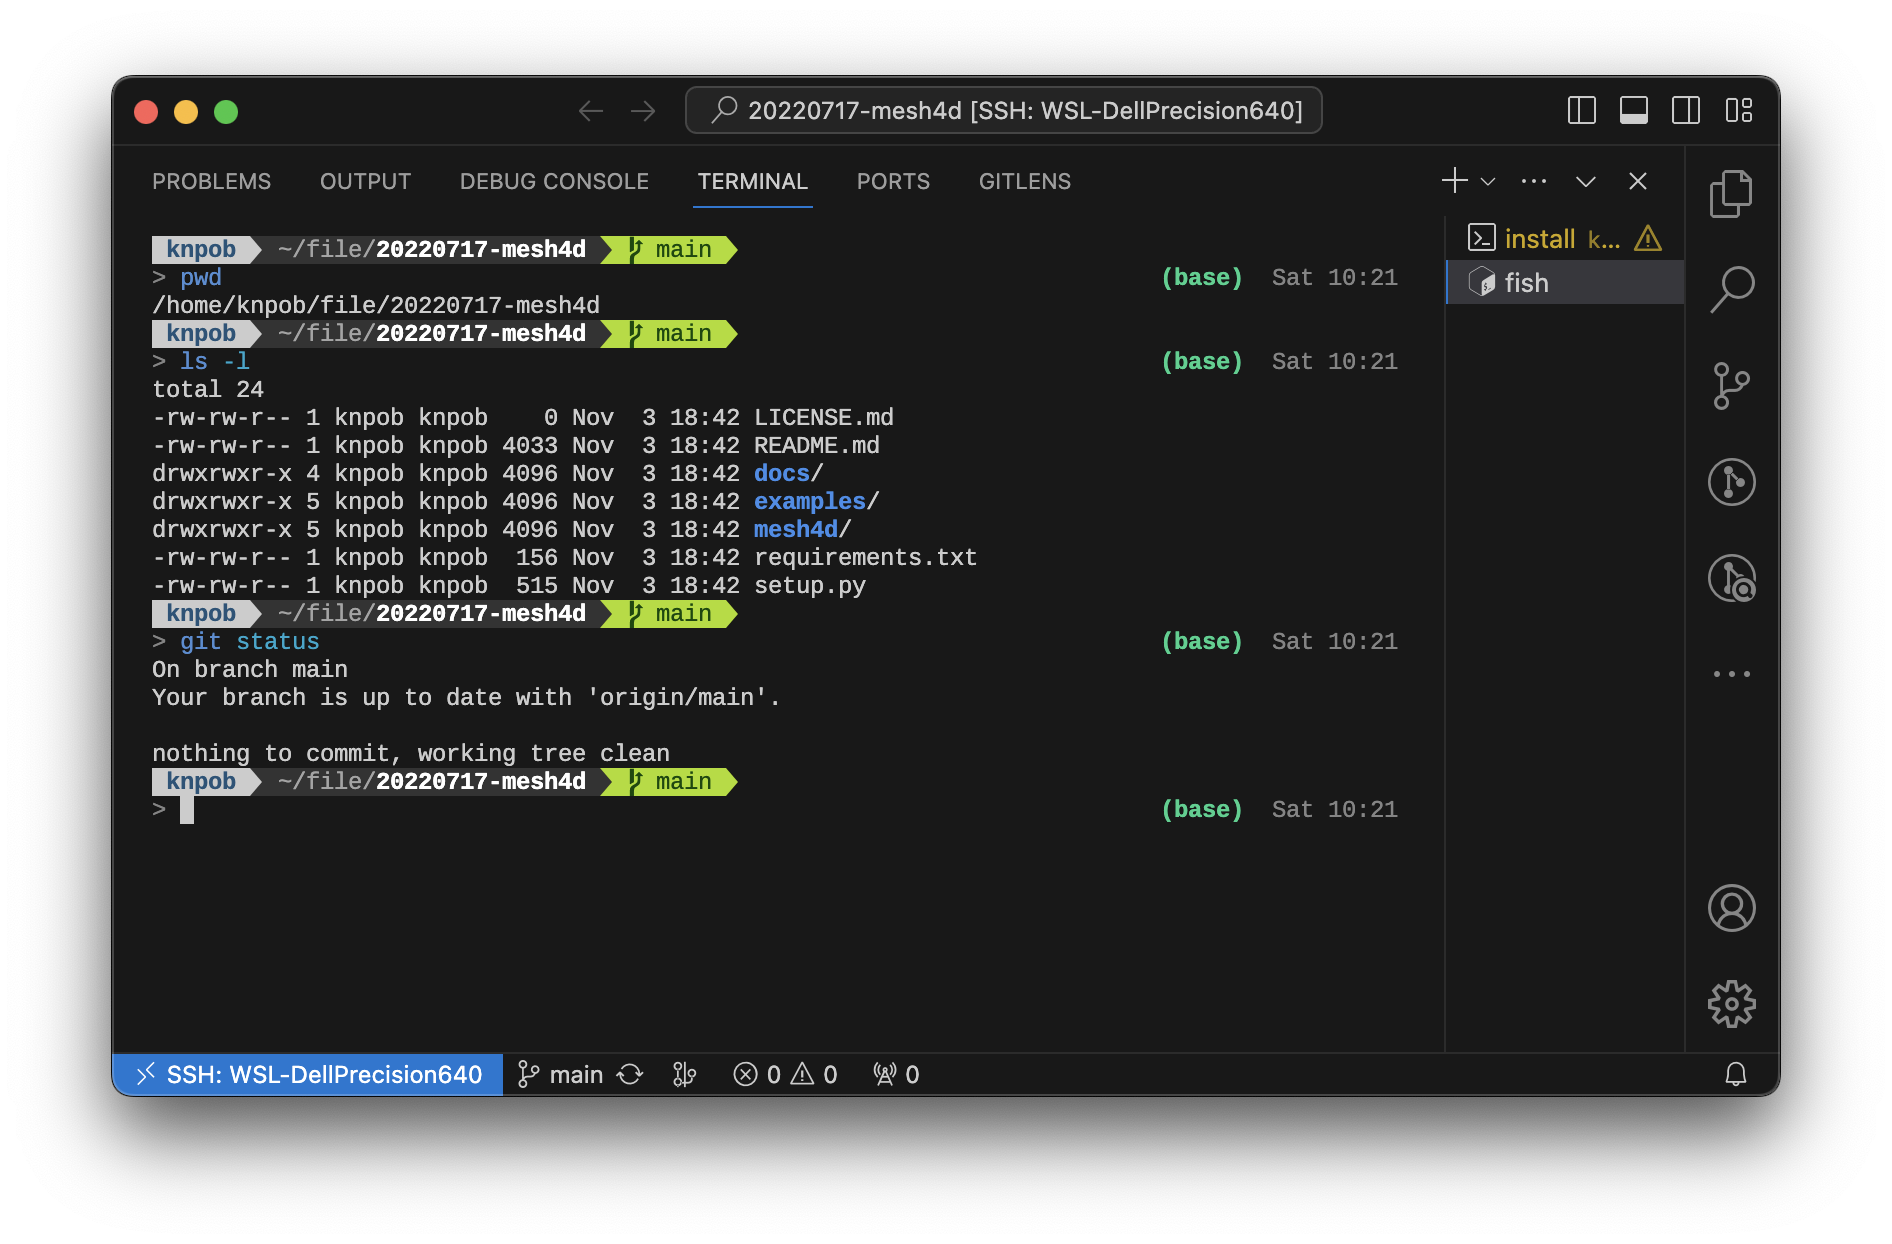 20220717-mesh4d [SSH: WSL-DellPrecision640]
PROBLEMS OUTPUT DEBUG CONSOLE TERMINAL PORTS GITLENS
knpob ~/file/20220717-mesh4d main
> pwd (base) Sat 10:21
/home/knpob/file/20220717-mesh4d
knpob ~/file/20220717-mesh4d main
> ls -l (base) Sat 10:21
total 24
-rw-rw-r-- 1 knpob knpob    0 Nov  3 18:42 LICENSE.md
-rw-rw-r-- 1 knpob knpob 4033 Nov  3 18:42 README.md
drwxrwxr-x 4 knpob knpob 4096 Nov  3 18:42 docs/
drwxrwxr-x 5 knpob knpob 4096 Nov  3 18:42 examples/
drwxrwxr-x 5 knpob knpob 4096 Nov  3 18:42 mesh4d/
-rw-rw-r-- 1 knpob knpob  156 Nov  3 18:42 requirements.txt
-rw-rw-r-- 1 knpob knpob  515 Nov  3 18:42 setup.py
knpob ~/file/20220717-mesh4d main
> git status (base) Sat 10:21
On branch main
Your branch is up to date with 'origin/main'.
nothing to commit, working tree clean
knpob ~/file/20220717-mesh4d main
> (base) Sat 10:21
install k...
fish
SSH: WSL-DellPrecision640 main 0 0 0